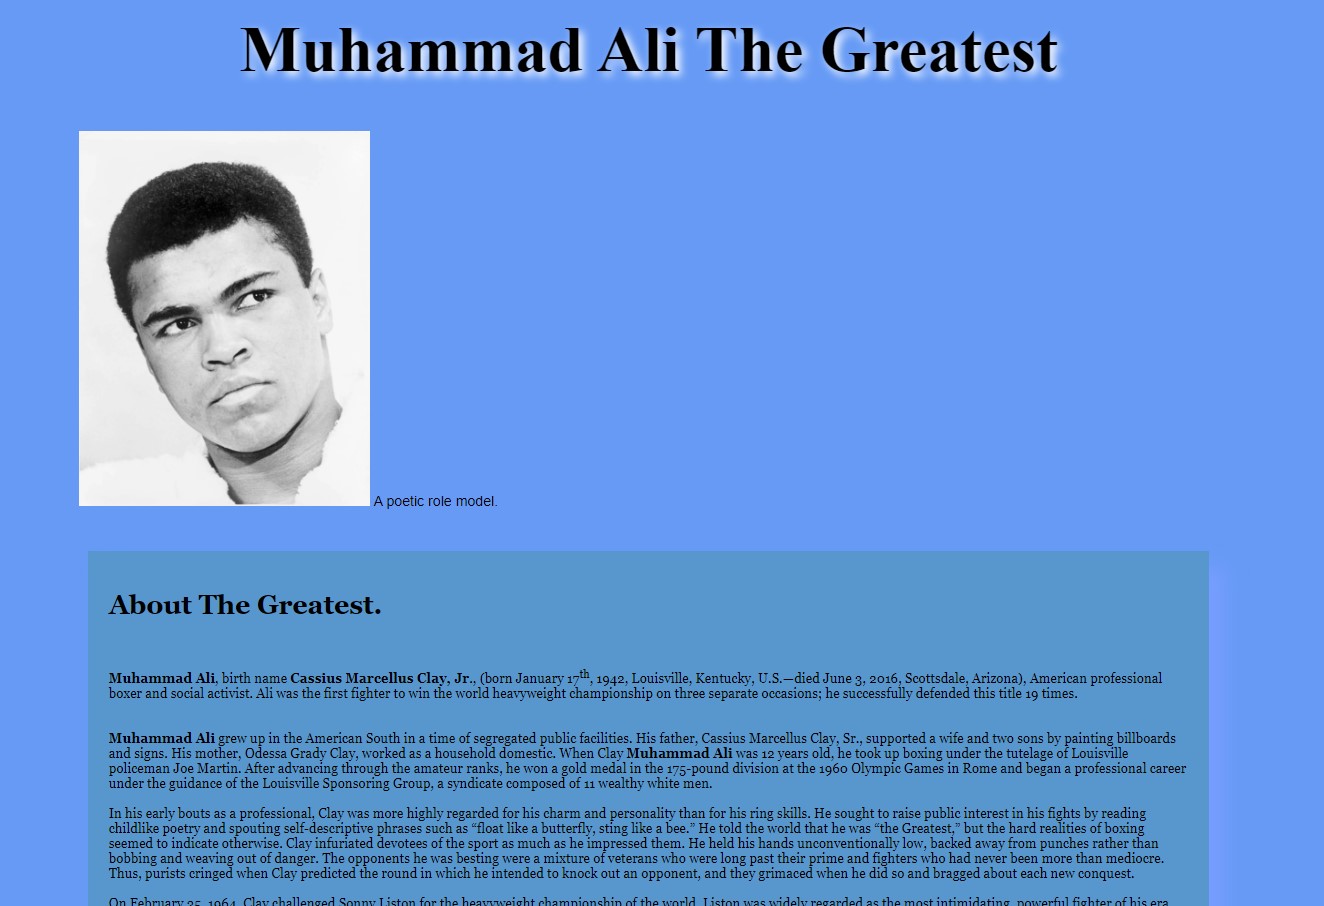 Muhammad Ali The Greatest
A poetic role model.
About The Greatest.
Muhammad Ali, birth name Cassius Marcellus Clay, Jr., (born January 17th, 1942, Louisville, Kentucky, U.S.—died June 3, 2016, Scottsdale, Arizona), American professional
boxer and social activist. Ali was the first fighter to win the world heavyweight championship on three separate occasions; he successfully defended this title 19 times.
Muhammad Ali grew up in the American South in a time of segregated public facilities. His father, Cassius Marcellus Clay, Sr., supported a wife and two sons by painting billboards
and signs. His mother, Odessa Grady Clay, worked as a household domestic. When Clay Muhammad Ali was 12 years old, he took up boxing under the tutelage of Louisville
policeman Joe Martin. After advancing through the amateur ranks, he won a gold medal in the 175-pound division at the 1960 Olympic Games in Rome and began a professional career
under the guidance of the Louisville Sponsoring Group, a syndicate composed of 11 wealthy white men.
In his early bouts as a professional, Clay was more highly regarded for his charm and personality than for his ring skills. He sought to raise public interest in his fights by reading
childlike poetry and spouting self-descriptive phrases such as “float like a butterfly, sting like a bee.” He told the world that he was “the Greatest,” but the hard realities of boxing
seemed to indicate otherwise. Clay infuriated devotees of the sport as much as he impressed them. He held his hands unconventionally low, backed away from punches rather than
bobbing and weaving out of danger. The opponents he was besting were a mixture of veterans who were long past their prime and fighters who had never been more than mediocre.
Thus, purists cringed when Clay predicted the round in which he intended to knock out an opponent, and they grimaced when he did so and bragged about each new conquest.
On February 25, 1964, Clay challenged Sonny Liston for the heavyweight championship of the world. Liston was widely regarded as the most intimidating, powerful fighter of his era.